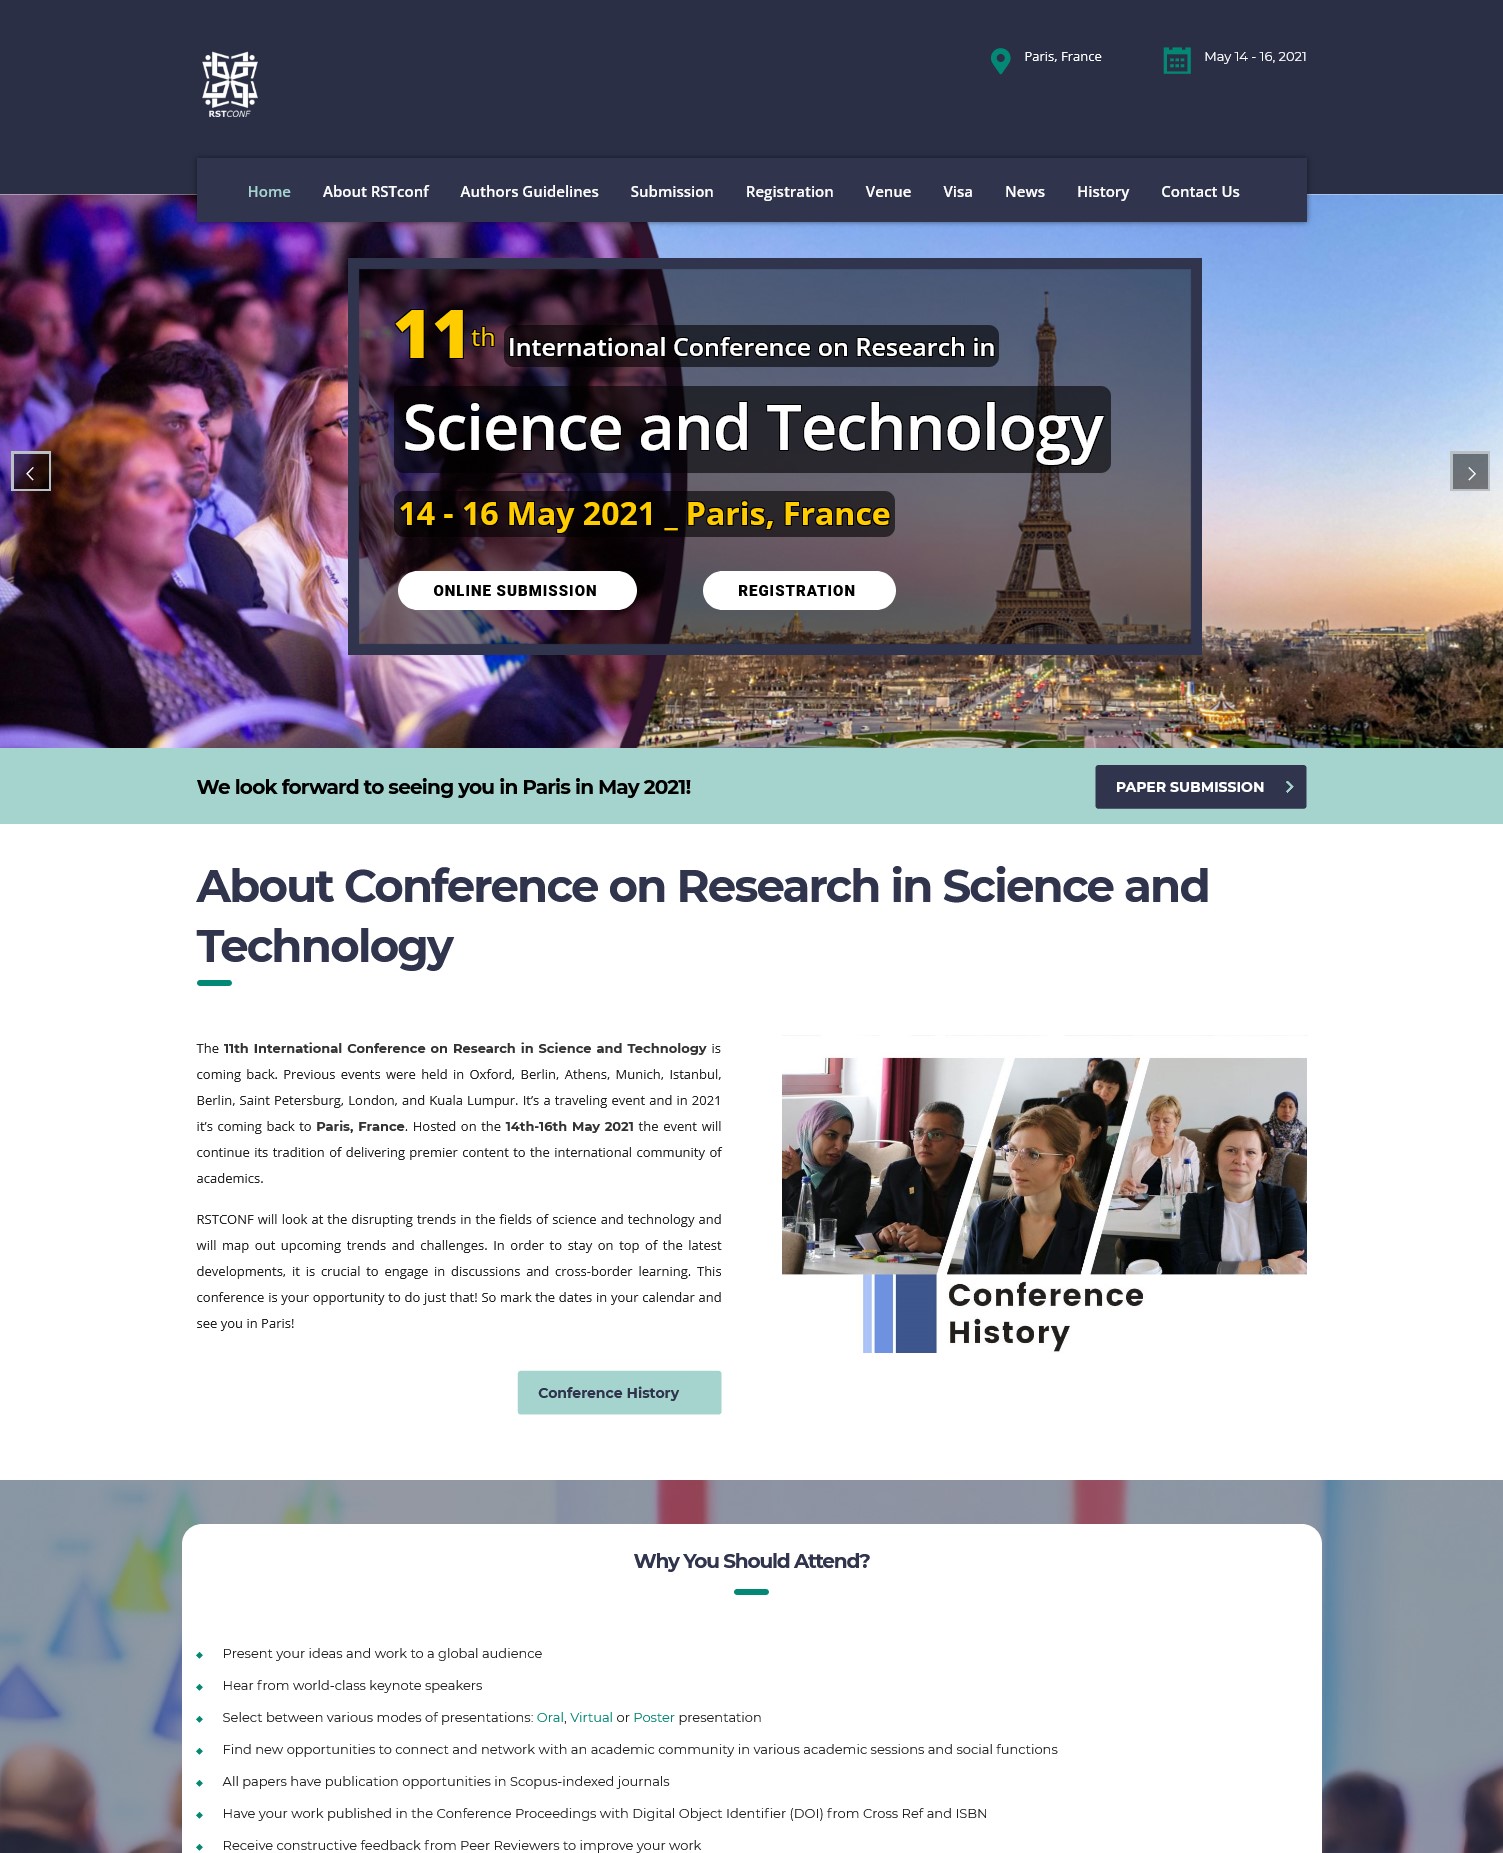 RSTCONF
Paris, France
May 14 - 16, 2021
Home About RSTconf Authors Guidelines Submission Registration Venue Visa News History Contact Us
11th International Conference on Research in
Science and Technology
14 - 16 May 2021 _ Paris, France
ONLINE SUBMISSION REGISTRATION
We look forward to seeing you in Paris in May 2021!
PAPER SUBMISSION
About Conference on Research in Science and
Technology
The 11th International Conference on Research in Science and Technology is
coming back. Previous events were held in Oxford, Berlin, Athens, Munich, Istanbul,
Berlin, Saint Petersburg, London, and Kuala Lumpur. It’s a traveling event and in 2021
it’s coming back to Paris, France. Hosted on the 14th-16th May 2021 the event will
continue its tradition of delivering premier content to the international community of
academics.
RSTCONF will look at the disrupting trends in the fields of science and technology and
will map out upcoming trends and challenges. In order to stay on top of the latest
developments, it is crucial to engage in discussions and cross-border learning. This
conference is your opportunity to do just that! So mark the dates in your calendar and
see you in Paris!
Conference History
Conference
History
Why You Should Attend?
Present your ideas and work to a global audience
Hear from world-class keynote speakers
Select between various modes of presentations: Oral, Virtual or Poster presentation
Find new opportunities to connect and network with an academic community in various academic sessions and social functions
All papers have publication opportunities in Scopus-indexed journals
Have your work published in the Conference Proceedings with Digital Object Identifier (DOI) from Cross Ref and ISBN
Receive constructive feedback from Peer Reviewers to improve your work